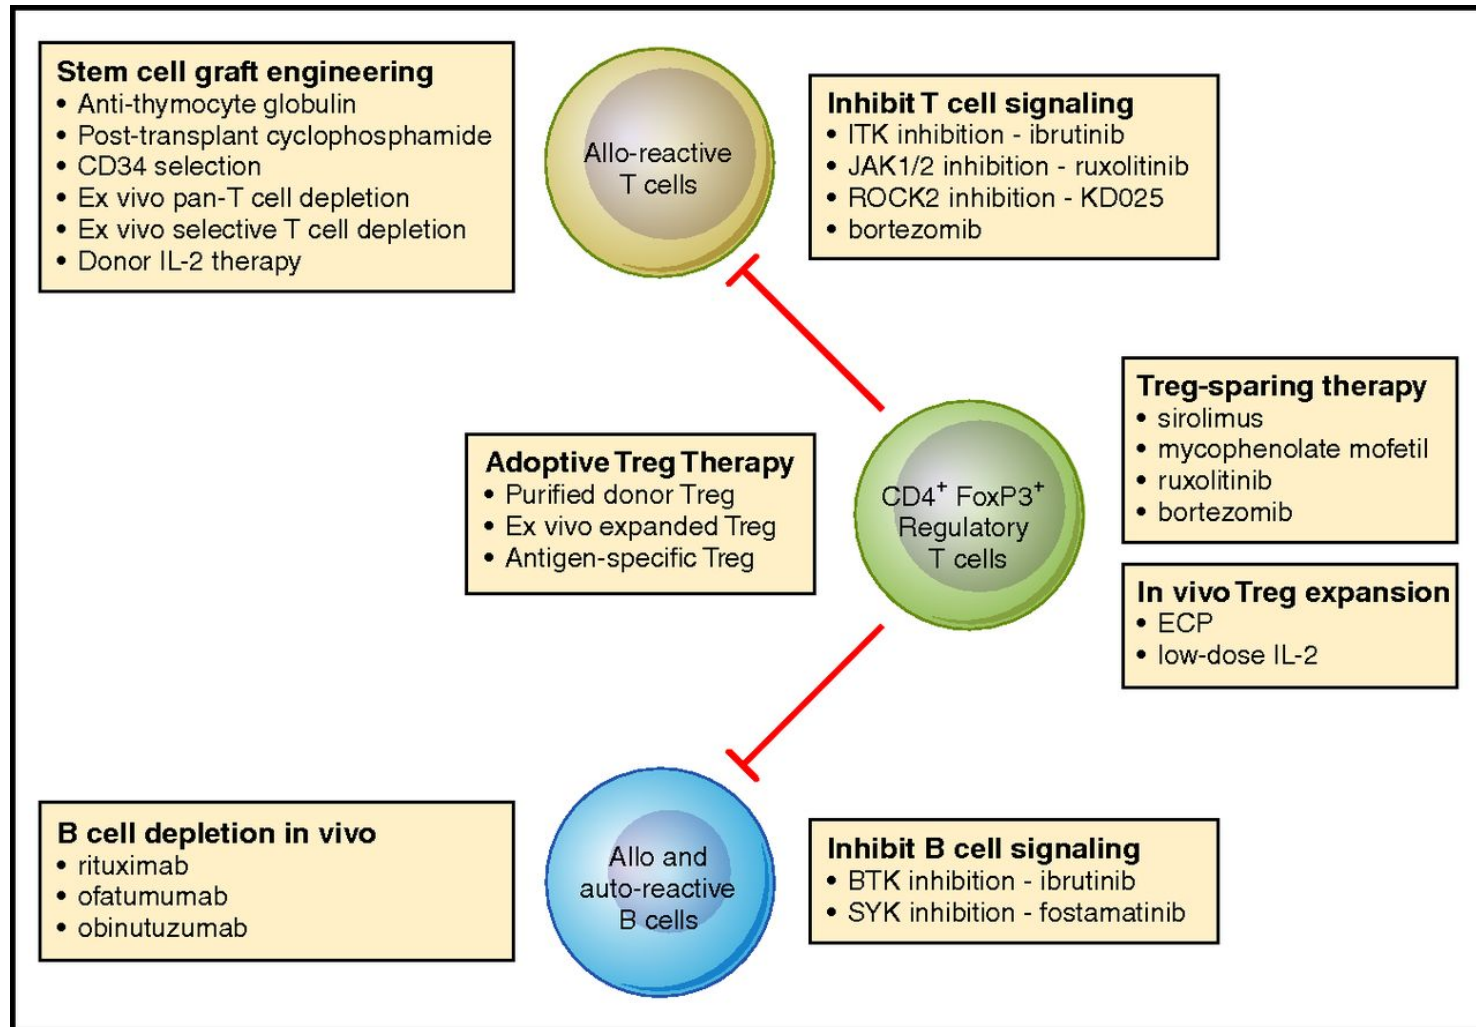 Stem cell graft engineering
• Anti-thymocyte globulin
• Post-transplant cyclophosphamide
• CD34 selection
• Ex vivo pan-T cell depletion
• Ex vivo selective T cell depletion
• Donor IL-2 therapy
Allo-reactive
T cells
Inhibit T cell signaling
• ITK inhibition - ibrutinib
• JAK1/2 inhibition - ruxolitinib
• ROCK2 inhibition - KD025
• bortezomib
Adoptive Treg Therapy
• Purified donor Treg
• Ex vivo expanded Treg
• Antigen-specific Treg
CD4⁺ FoxP3⁺
Regulatory
T cells
Treg-sparing therapy
• sirolimus
• mycophenolate mofetil
• ruxolitinib
• bortezomib
In vivo Treg expansion
• ECP
• low-dose IL-2
B cell depletion in vivo
• rituximab
• ofatumumab
• obinutuzumab
Allo and
auto-reactive
B cells
Inhibit B cell signaling
• BTK inhibition - ibrutinib
• SYK inhibition - fostamatinib